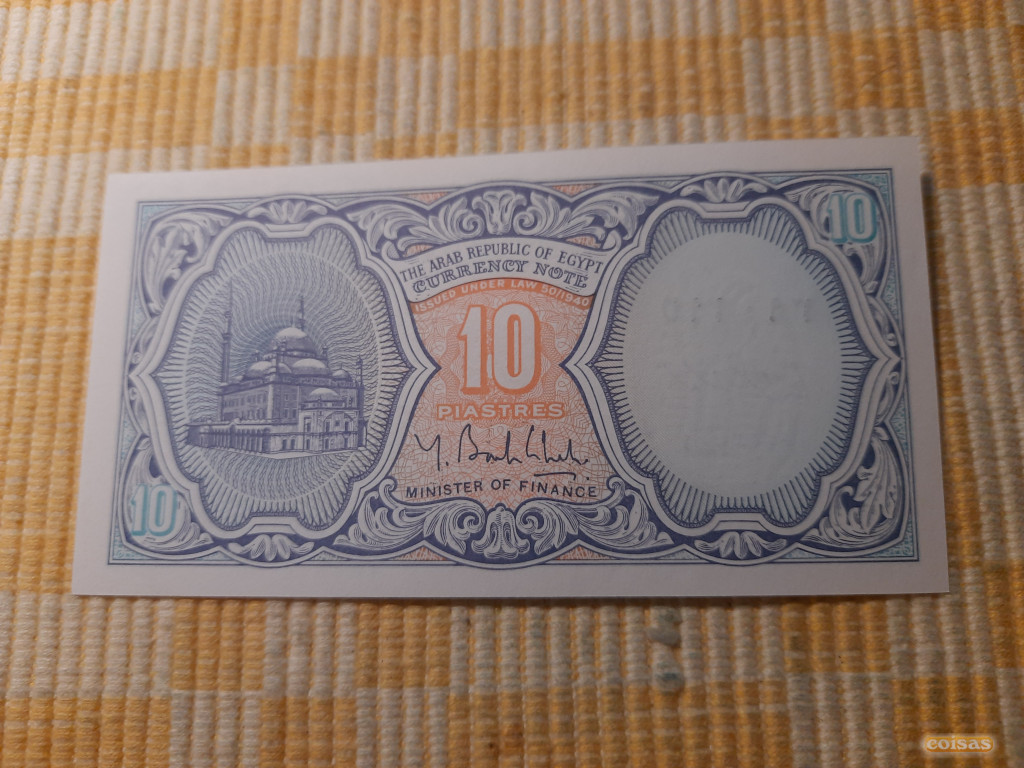 10
THE ARAB REPUBLIC OF EGYPT
CURRENCY NOTE
ISSUED UNDER LAW 50/1940
10
PIASTRES
MINISTER OF FINANCE
10
coisas